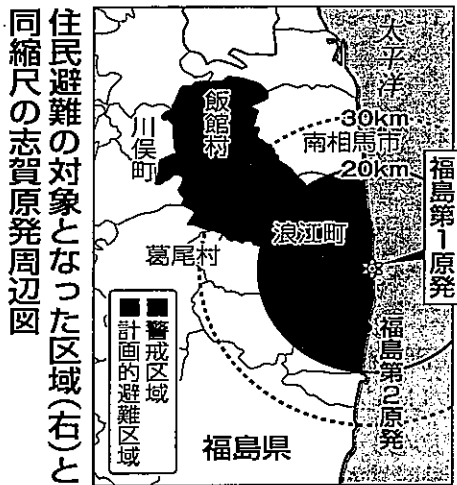 住民避難の対象となった区域(右)と
同縮尺の志賀原発周辺図
太平洋
飯館村
川俣町
30km
南相馬市
20km
福島第1原発
浪江町
葛尾村
福島第2原発
警戒区域
計画的避難区域
福島県